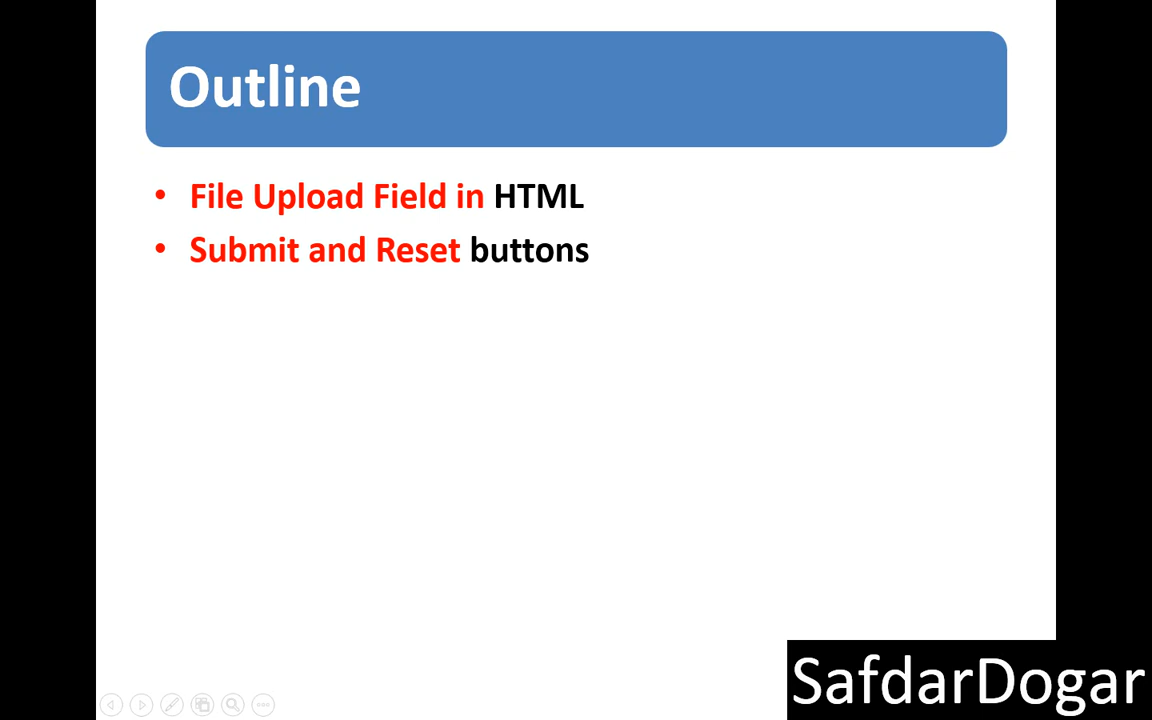 Outline
• File Upload Field in HTML
• Submit and Reset buttons
SafdarDogar